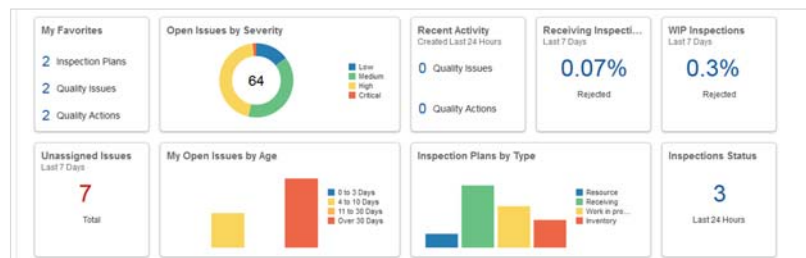 My Favorites
2 Inspection Plans
2 Quality Issues
2 Quality Actions
Open Issues by Severity
64
Low
Medium
High
Critical
Recent Activity
Created Last 24 Hours
0 Quality Issues
0 Quality Actions
Receiving Inspecti...
Last 7 Days
0.07%
Rejected
WIP Inspections
Last 7 Days
0.3%
Rejected
Unassigned Issues
Last 7 Days
7
Total
My Open Issues by Age
0 to 3 Days
4 to 10 Days
11 to 30 Days
Over 30 Days
Inspection Plans by Type
Resource
Receiving
Work in pro...
Inventory
Inspections Status
3
Last 24 Hours